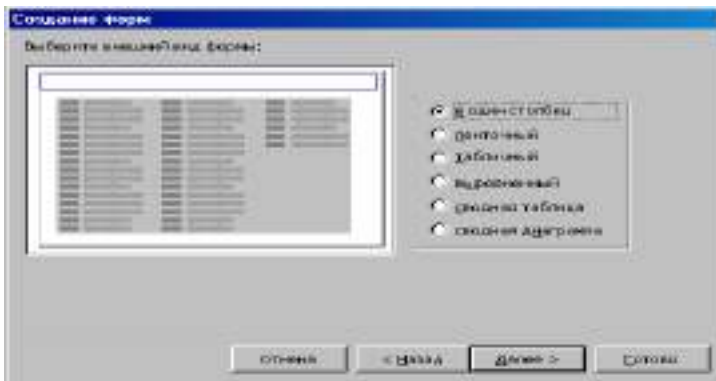 Создание форм
Выберите внешний вид формы:
в один столбец
ленточный
табличный
выровненный
сводная таблица
сводная диаграмма
Отмена
< Назад
Далее >
Готово